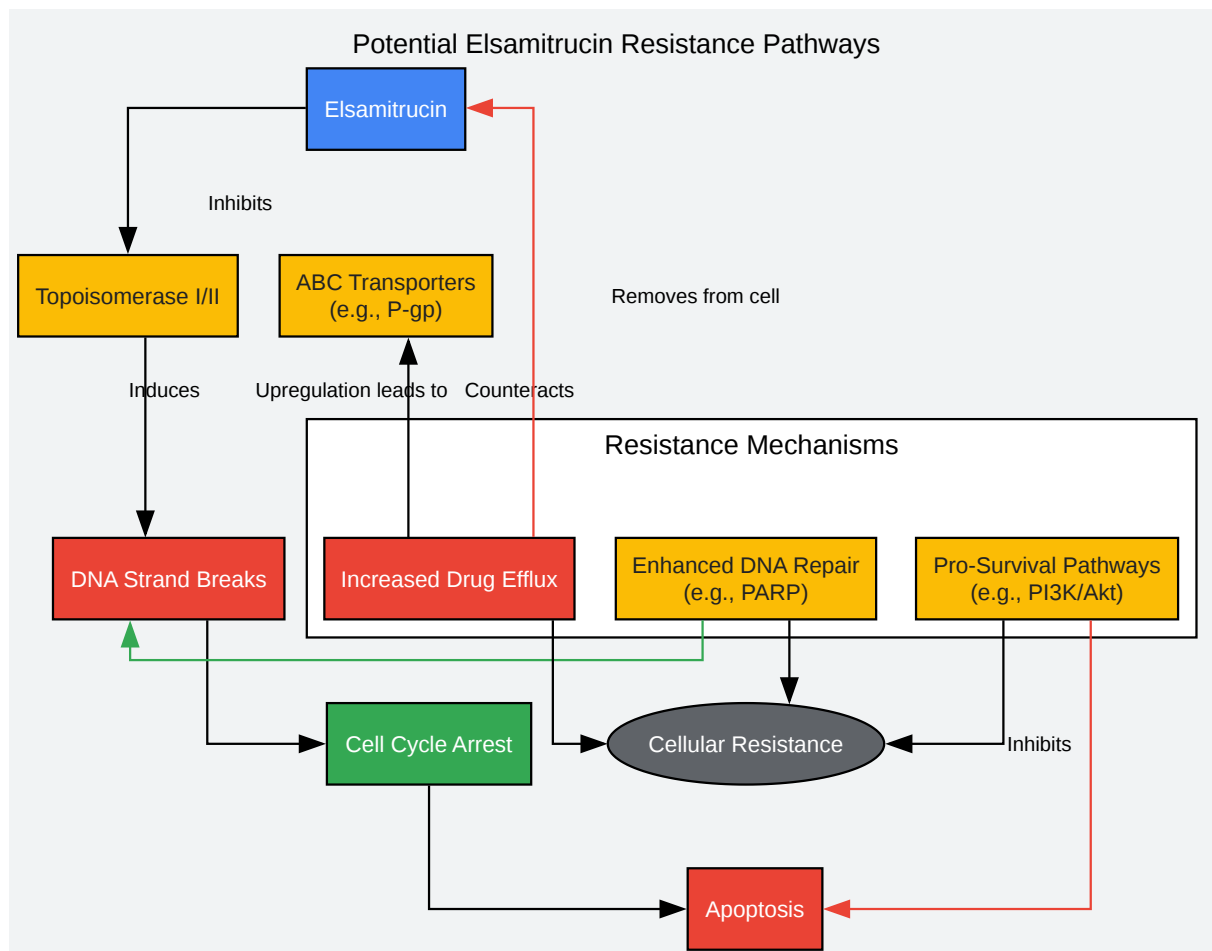 Potential Elsamitrucin Resistance Pathways
Elsamitrucin
Inhibits
Topoisomerase I/II
ABC Transporters
(e.g., P-gp)
Removes from cell
Induces
Upregulation leads to
Counteracts
Resistance Mechanisms
DNA Strand Breaks
Increased Drug Efflux
Enhanced DNA Repair
(e.g., PARP)
Pro-Survival Pathways
(e.g., PI3K/Akt)
Cell Cycle Arrest
Cellular Resistance
Inhibits
Apoptosis